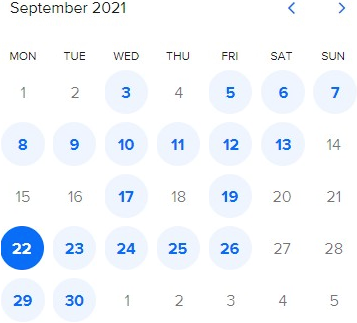 September 2021
MON TUE WED THU FRI SAT SUN
1 2 3 4 5 6 7
8 9 10 11 12 13 14
15 16 17 18 19 20 21
22 23 24 25 26 27 28
29 30 1 2 3 4 5